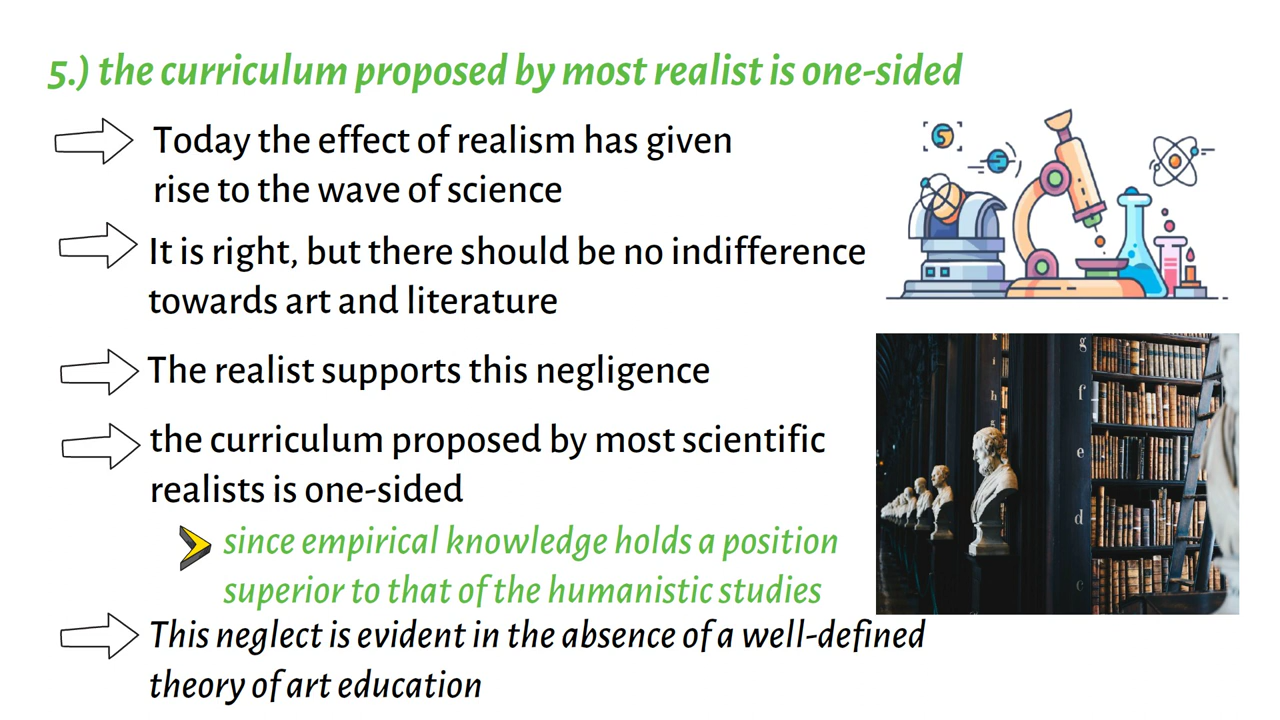 5.) the curriculum proposed by most realist is one-sided
Today the effect of realism has given
rise to the wave of science
It is right, but there should be no indifference
towards art and literature
The realist supports this negligence
the curriculum proposed by most scientific
realists is one-sided
since empirical knowledge holds a position
superior to that of the humanistic studies
This neglect is evident in the absence of a well-defined
theory of art education
g
f
e
d
c
i
h